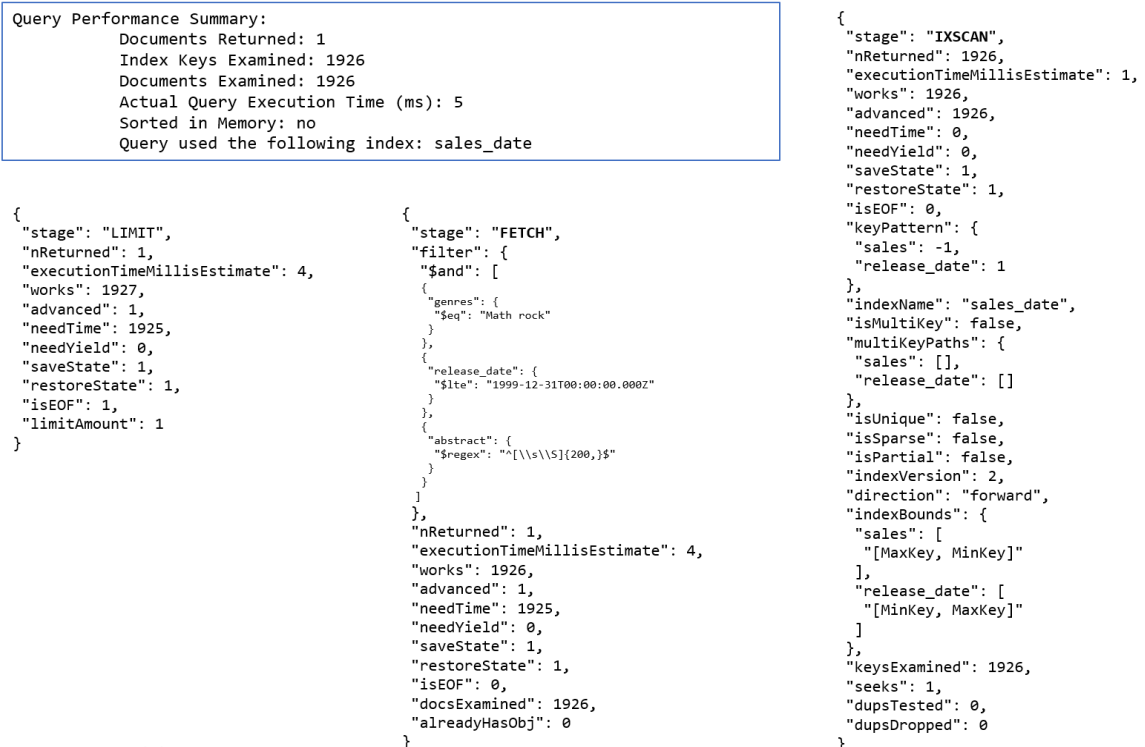 Query Performance Summary:
Documents Returned: 1
Index Keys Examined: 1926
Documents Examined: 1926
Actual Query Execution Time (ms): 5
Sorted in Memory: no
Query used the following index: sales_date
{
"stage": "LIMIT",
"nReturned": 1,
"executionTimeMillisEstimate": 4,
"works": 1927,
"advanced": 1,
"needTime": 1925,
"needYield": 0,
"saveState": 1,
"restoreState": 1,
"isEOF": 1,
"limitAmount": 1
}
{
"stage": "FETCH",
"filter": {
"$and": [
{
"genres": {
"$eq": "Math rock"
}
},
{
"release_date": {
"$lte": "1999-12-31T00:00:00.000Z"
}
},
{
"abstract": {
"$regex": "^[\\s\\S]{200,}$"
}
}
]
},
"nReturned": 1,
"executionTimeMillisEstimate": 4,
"works": 1926,
"advanced": 1,
"needTime": 1925,
"needYield": 0,
"saveState": 1,
"restoreState": 1,
"isEOF": 0,
"docsExamined": 1926,
"alreadyHasObj": 0
}
{
"stage": "IXSCAN",
"nReturned": 1926,
"executionTimeMillisEstimate": 1,
"works": 1926,
"advanced": 1926,
"needTime": 0,
"needYield": 0,
"saveState": 1,
"restoreState": 1,
"isEOF": 0,
"keyPattern": {
"sales": -1,
"release_date": 1
},
"indexName": "sales_date",
"isMultiKey": false,
"multiKeyPaths": {
"sales": [],
"release_date": []
},
"isUnique": false,
"isSparse": false,
"isPartial": false,
"indexVersion": 2,
"direction": "forward",
"indexBounds": {
"sales": [
"[MaxKey, MinKey]"
],
"release_date": [
"[MinKey, MaxKey]"
]
},
"keysExamined": 1926,
"seeks": 1,
"dupsTested": 0,
"dupsDropped": 0
}